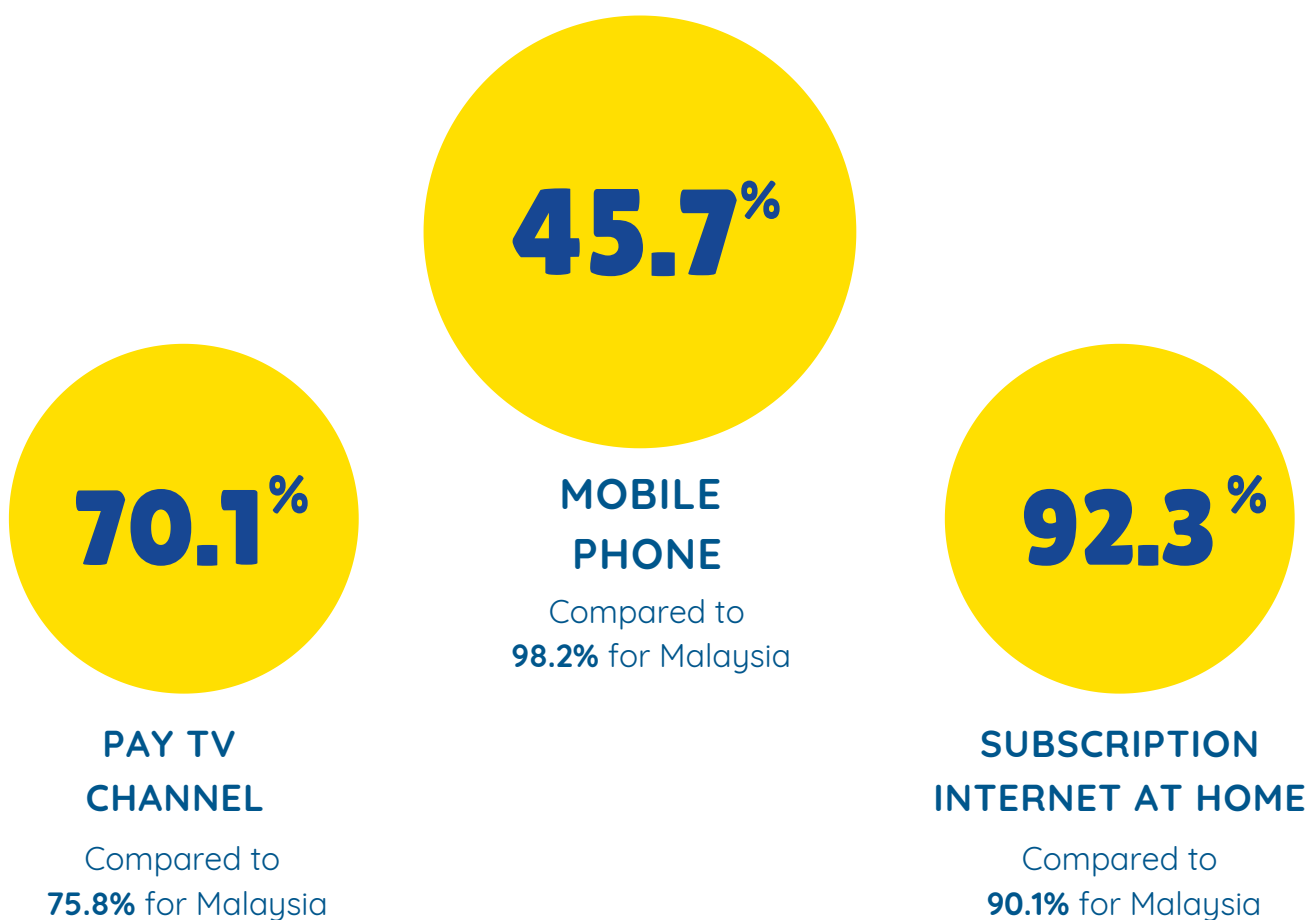 45.7%
MOBILE
PHONE
Compared to
98.2% for Malaysia
70.1%
PAY TV
CHANNEL
Compared to
75.8% for Malaysia
92.3%
SUBSCRIPTION
INTERNET AT HOME
Compared to
90.1% for Malaysia